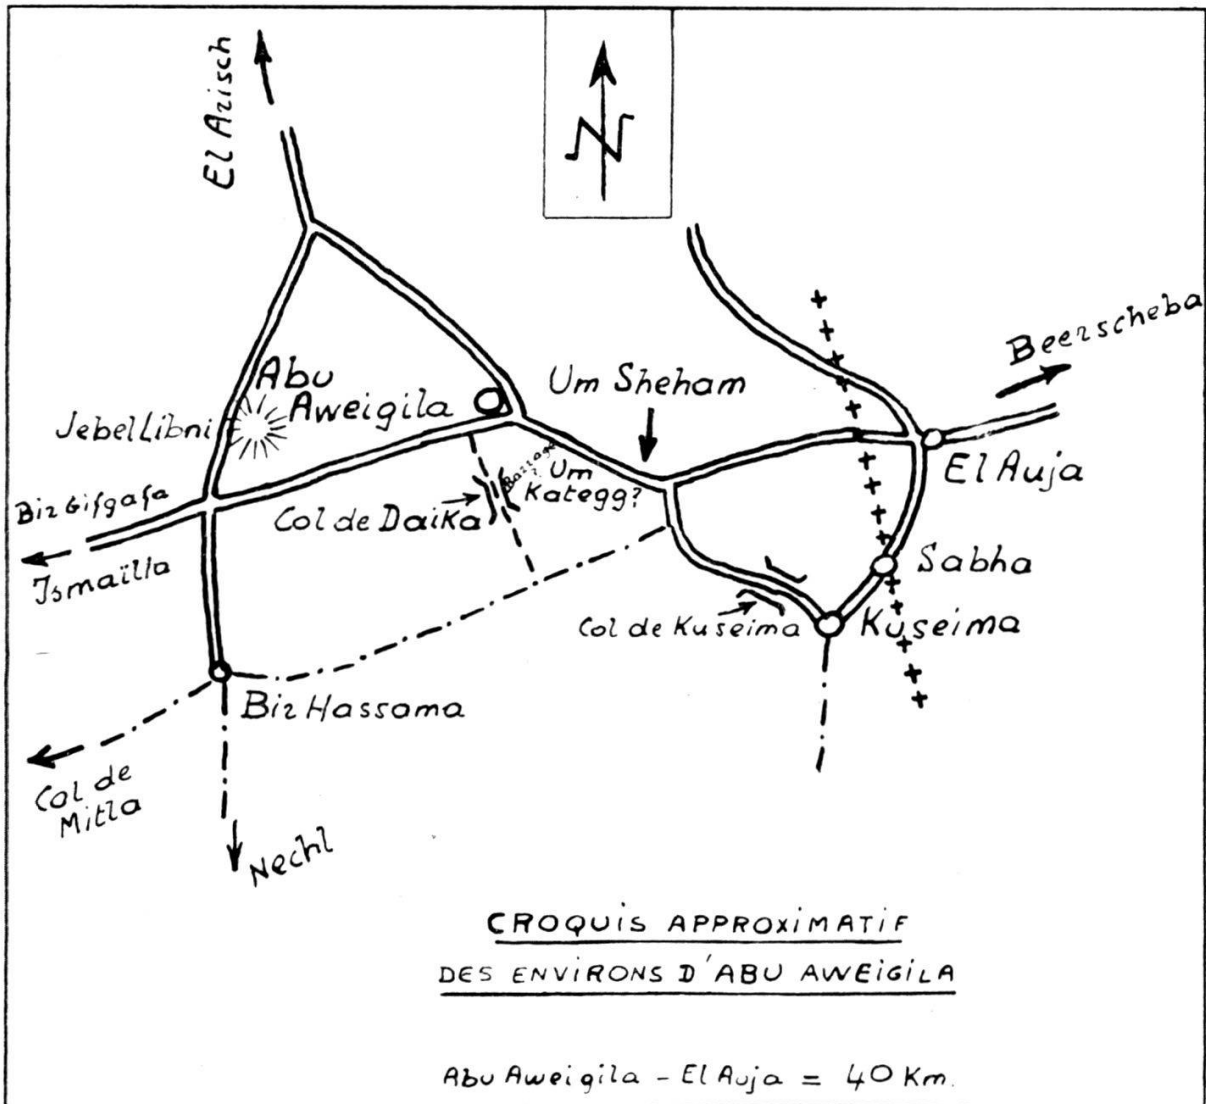 El Arisch
N
Beerscheba
Um Sheham
Abu
Aweigila
Jebel Libni
El Auja
Barrage
?
Um
Kategg?
Bir Gifgafa
Col de Daika
Ismaïlia
Sabha
Col de Kuseima
Kuseima
Bir Hassama
Col de
Mitla
Nechl
CROQUIS APPROXIMATIF
DES ENVIRONS D'ABU AWEIGILA
Abu Aweigila - El Auja = 40 Km.